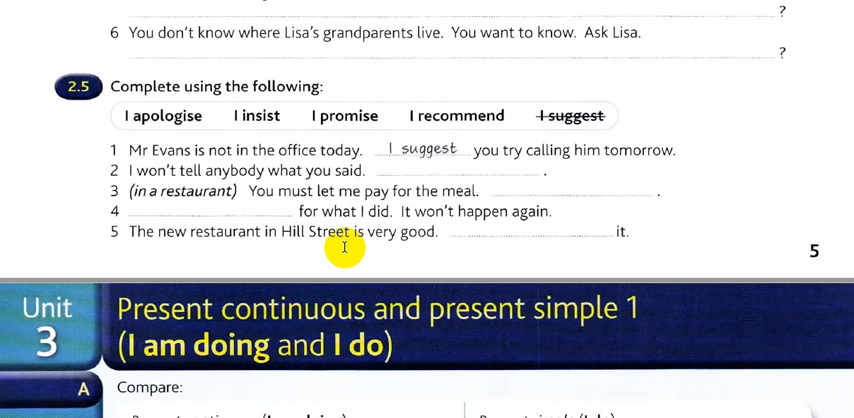 ?
6 You don't know where Lisa's grandparents live. You want to know. Ask Lisa.
?
2.5 Complete using the following:
I apologise I insist I promise I recommend I suggest
1 Mr Evans is not in the office today. I suggest you try calling him tomorrow.
2 I won't tell anybody what you said. .
3 (in a restaurant) You must let me pay for the meal. .
4 for what I did. It won't happen again.
5 The new restaurant in Hill Street is very good. it.
5
Unit
3
Present continuous and present simple 1
(I am doing and I do)
A Compare: